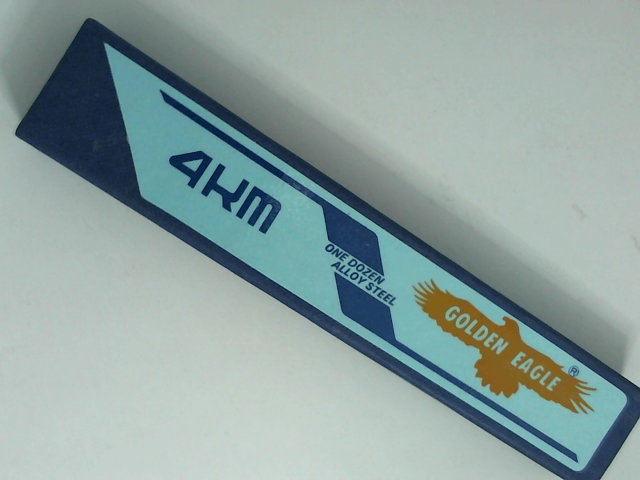 4KM
ONE DOZEN
ALLOY STEEL
GOLDEN EAGLE ®